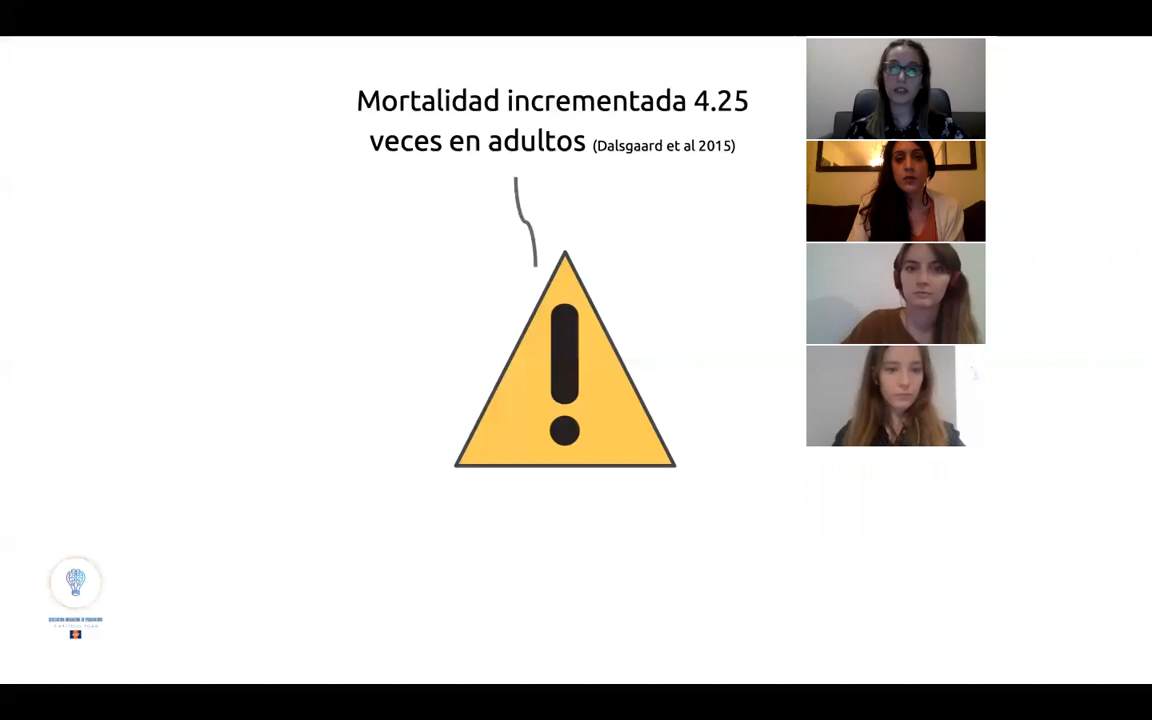 Mortalidad incrementada 4.25
veces en adultos (Dalsgaard et al 2015)